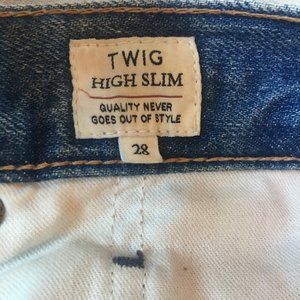 TWIG
HIGH SLIM
QUALITY NEVER
GOES OUT OF STYLE
28